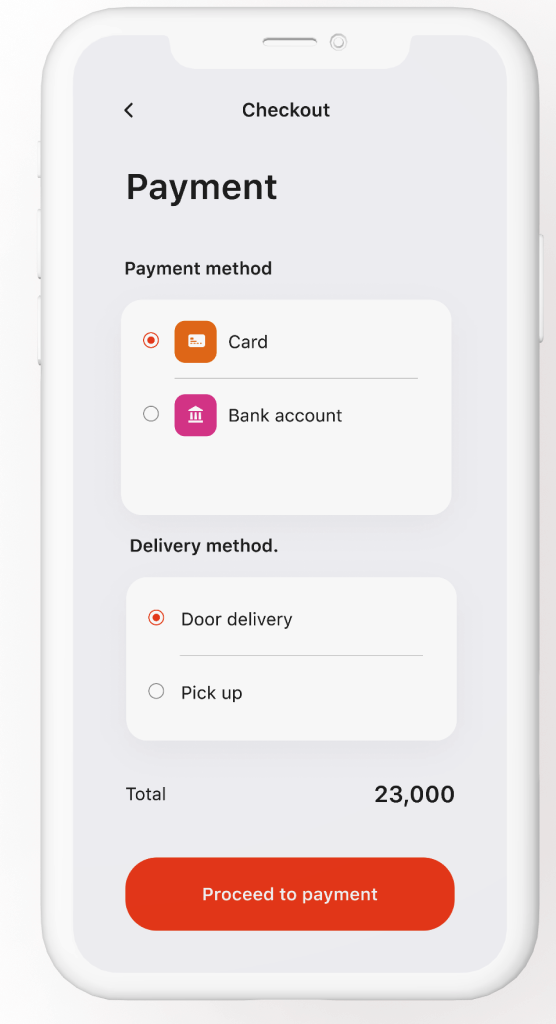 Checkout
Payment
Payment method
Card
Bank account
Delivery method.
Door delivery
Pick up
Total 23,000
Proceed to payment